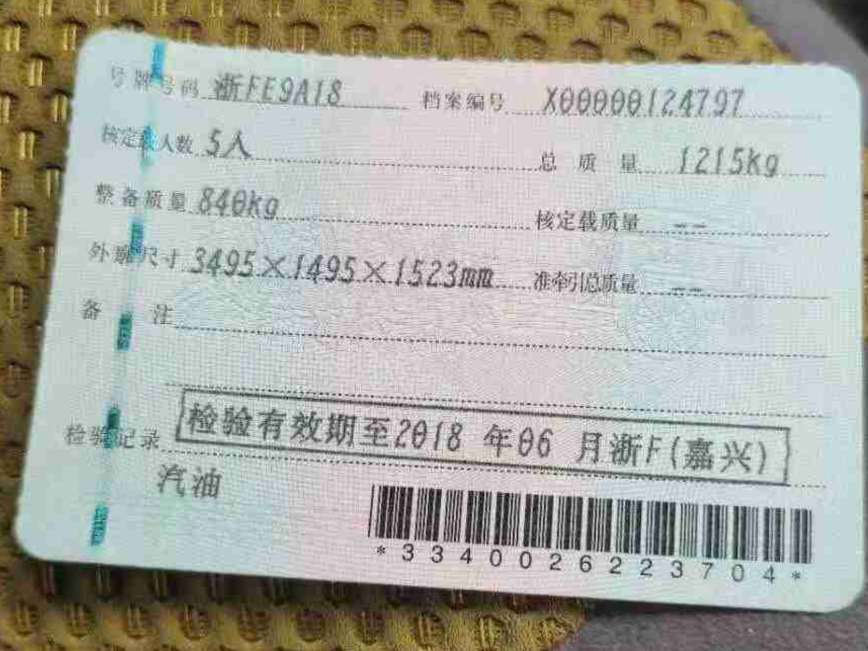 号牌号码 浙FE9A18 档案编号 X00000124797
核定载人数 5人 总质量 1215kg
整备质量 840kg 核定载质量 --
外廓尺寸 3495×1495×1523mm 准牵引总质量 --
备注
检验记录 检验有效期至2018年06月浙F(嘉兴)
汽油
*3340026223704*